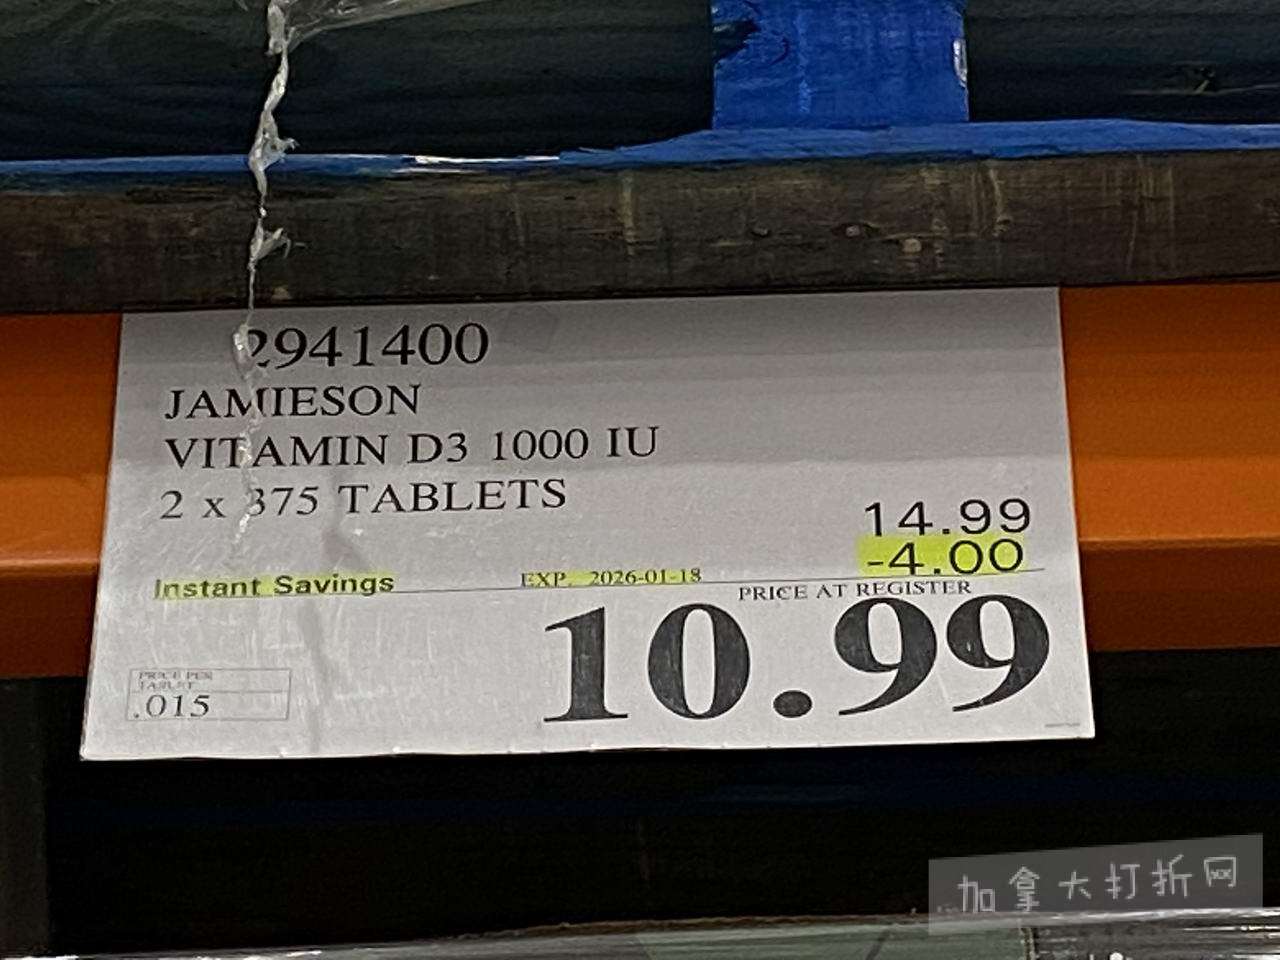 2941400
JAMIESON
VITAMIN D3 1000 IU
2 x 375 TABLETS
14.99
-4.00
Instant Savings EXP. 2026-01-18
PRICE AT REGISTER
10.99
PRICE PER
TABLET
.015
加拿大打折网